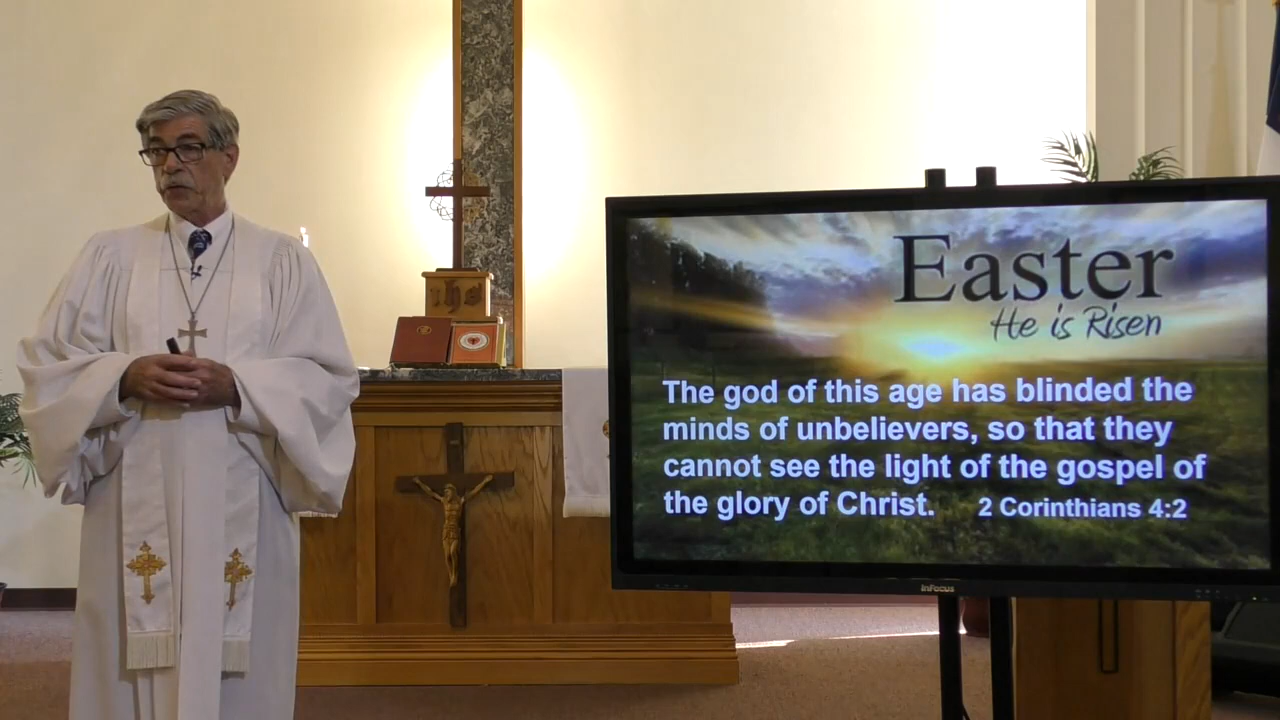 Easter
He is Risen
The god of this age has blinded the
minds of unbelievers, so that they
cannot see the light of the gospel of
the glory of Christ. 2 Corinthians 4:2
ihs
InFocus